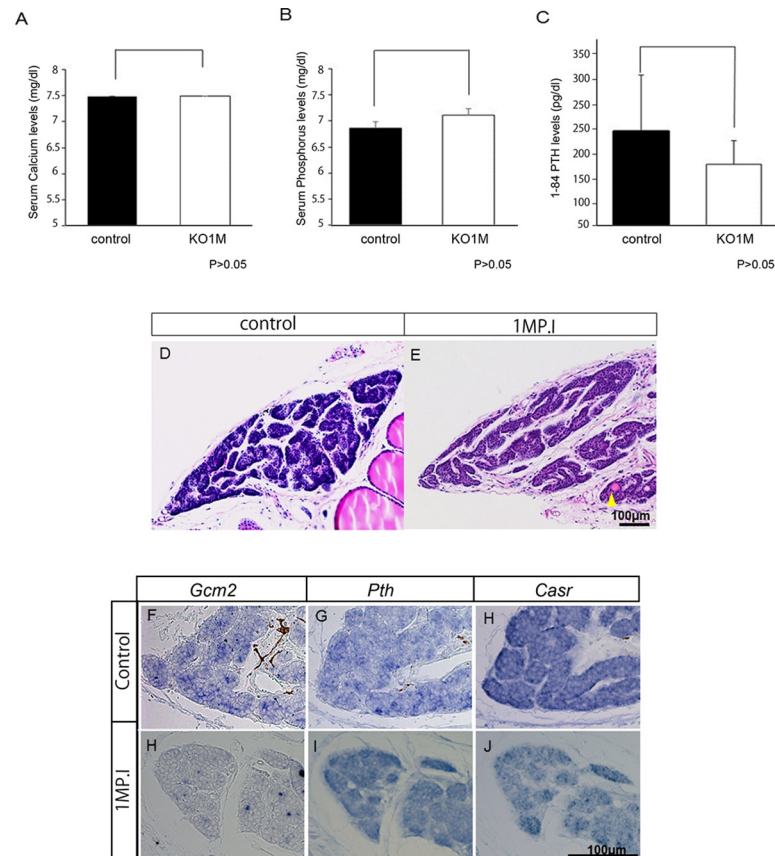 A
Serum Calcium levels (mg/dl)
8
7.5
7
6.5
6
5.5
5
control
KO1M
P>0.05
B
Serum Phosphorus levels (mg/dl)
8
7.5
7
6.5
6
5.5
5
control
KO1M
P>0.05
C
1-84 PTH levels (pg/dl)
350
300
250
200
150
100
50
control
KO1M
P>0.05
control
1MP.I
D
E
100μm
Gcm2
Pth
Casr
Control
F
G
H
1MP.I
H
I
J
100μm